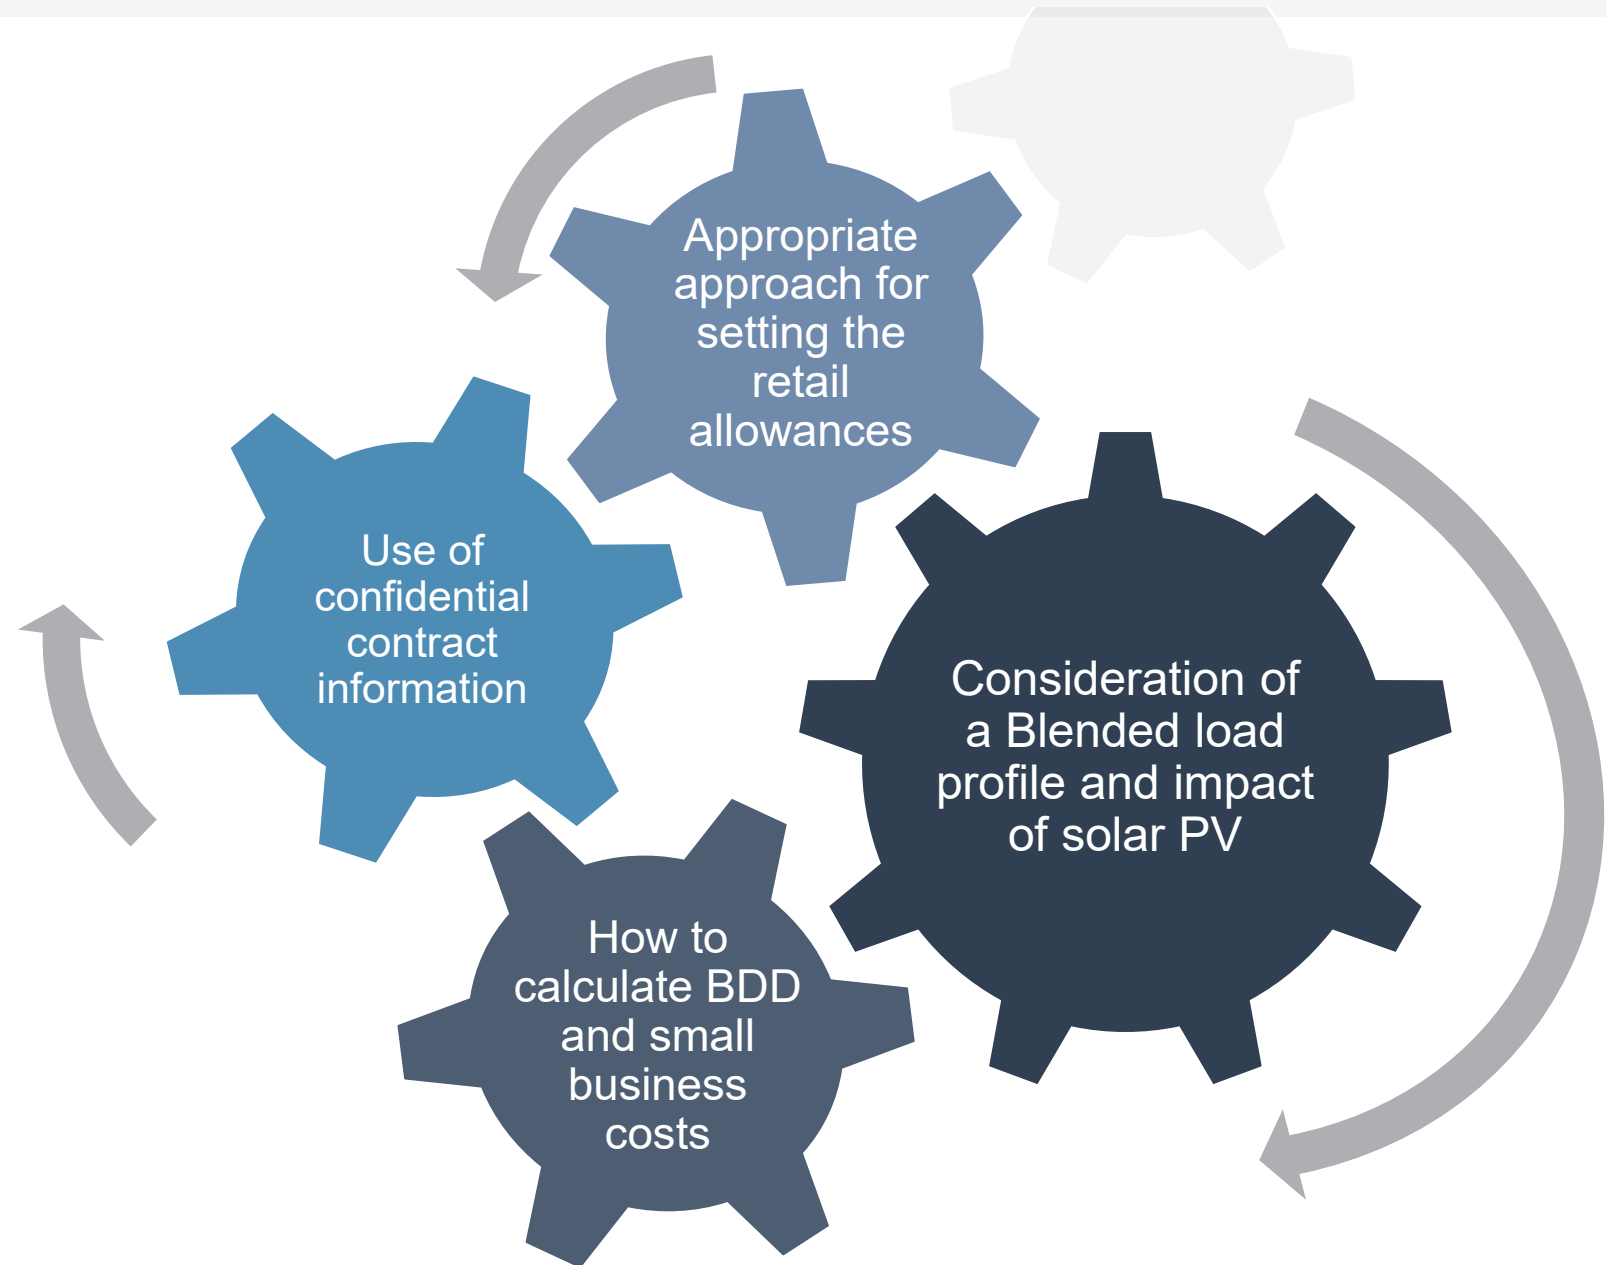 Appropriate
approach for
setting the
retail
allowances
Use of
confidential
contract
information
Consideration of
a Blended load
profile and impact
of solar PV
How to
calculate BDD
and small
business
costs